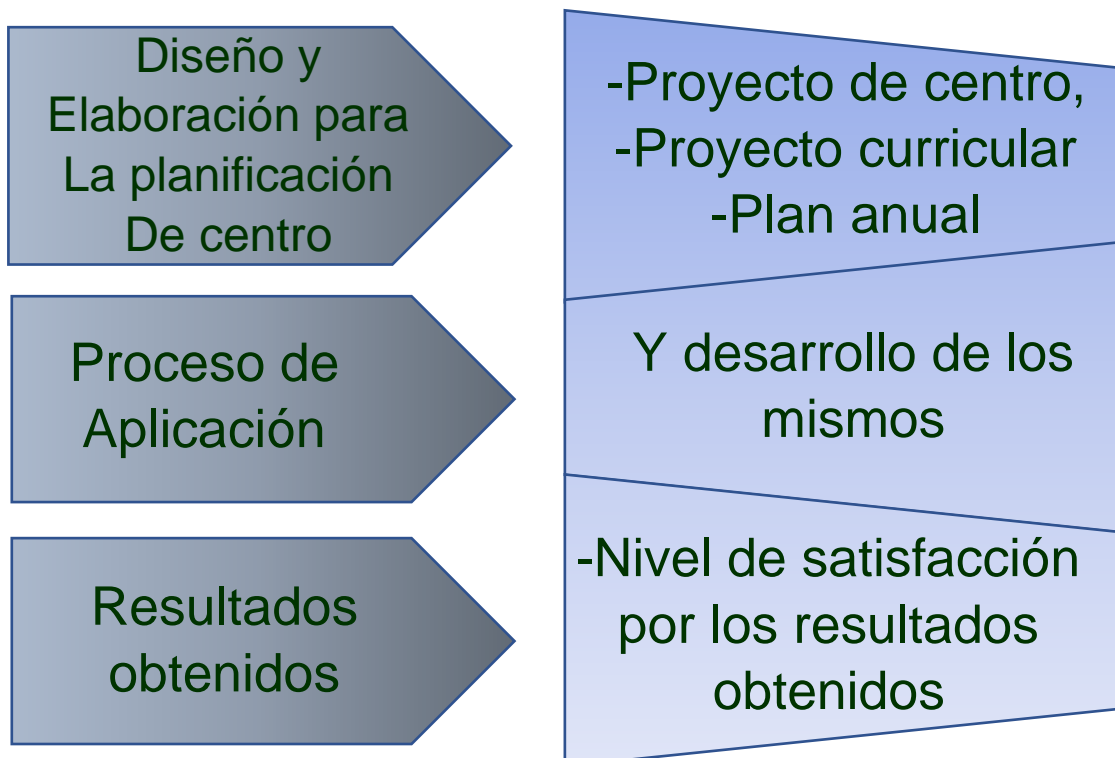 Diseño y
Elaboración para
La planificación
De centro
-Proyecto de centro,
-Proyecto curricular
-Plan anual
Proceso de
Aplicación
Y desarrollo de los
mismos
Resultados
obtenidos
-Nivel de satisfacción
por los resultados
obtenidos